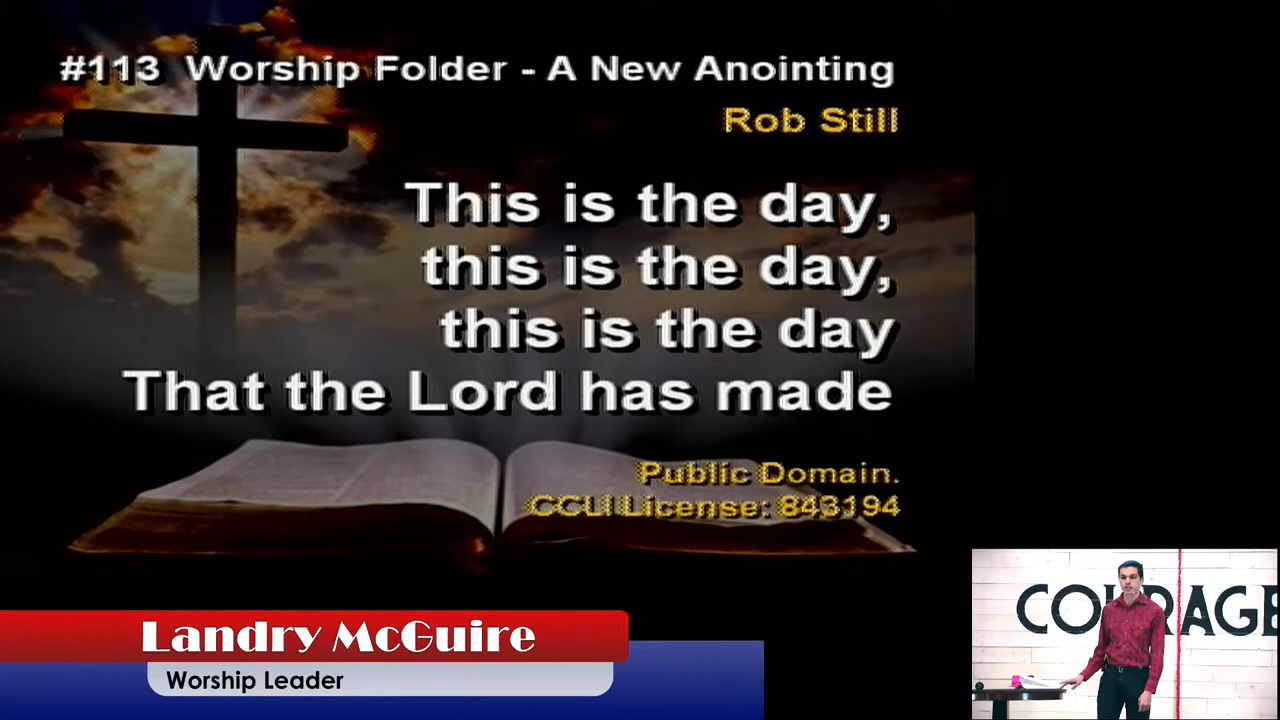 #113 Worship Folder - A New Anointing
Rob Still
This is the day,
this is the day,
this is the day
That the Lord has made
Public Domain.
CCLI License: 843194
Landry McGuire
Worship Leader
COURAGE